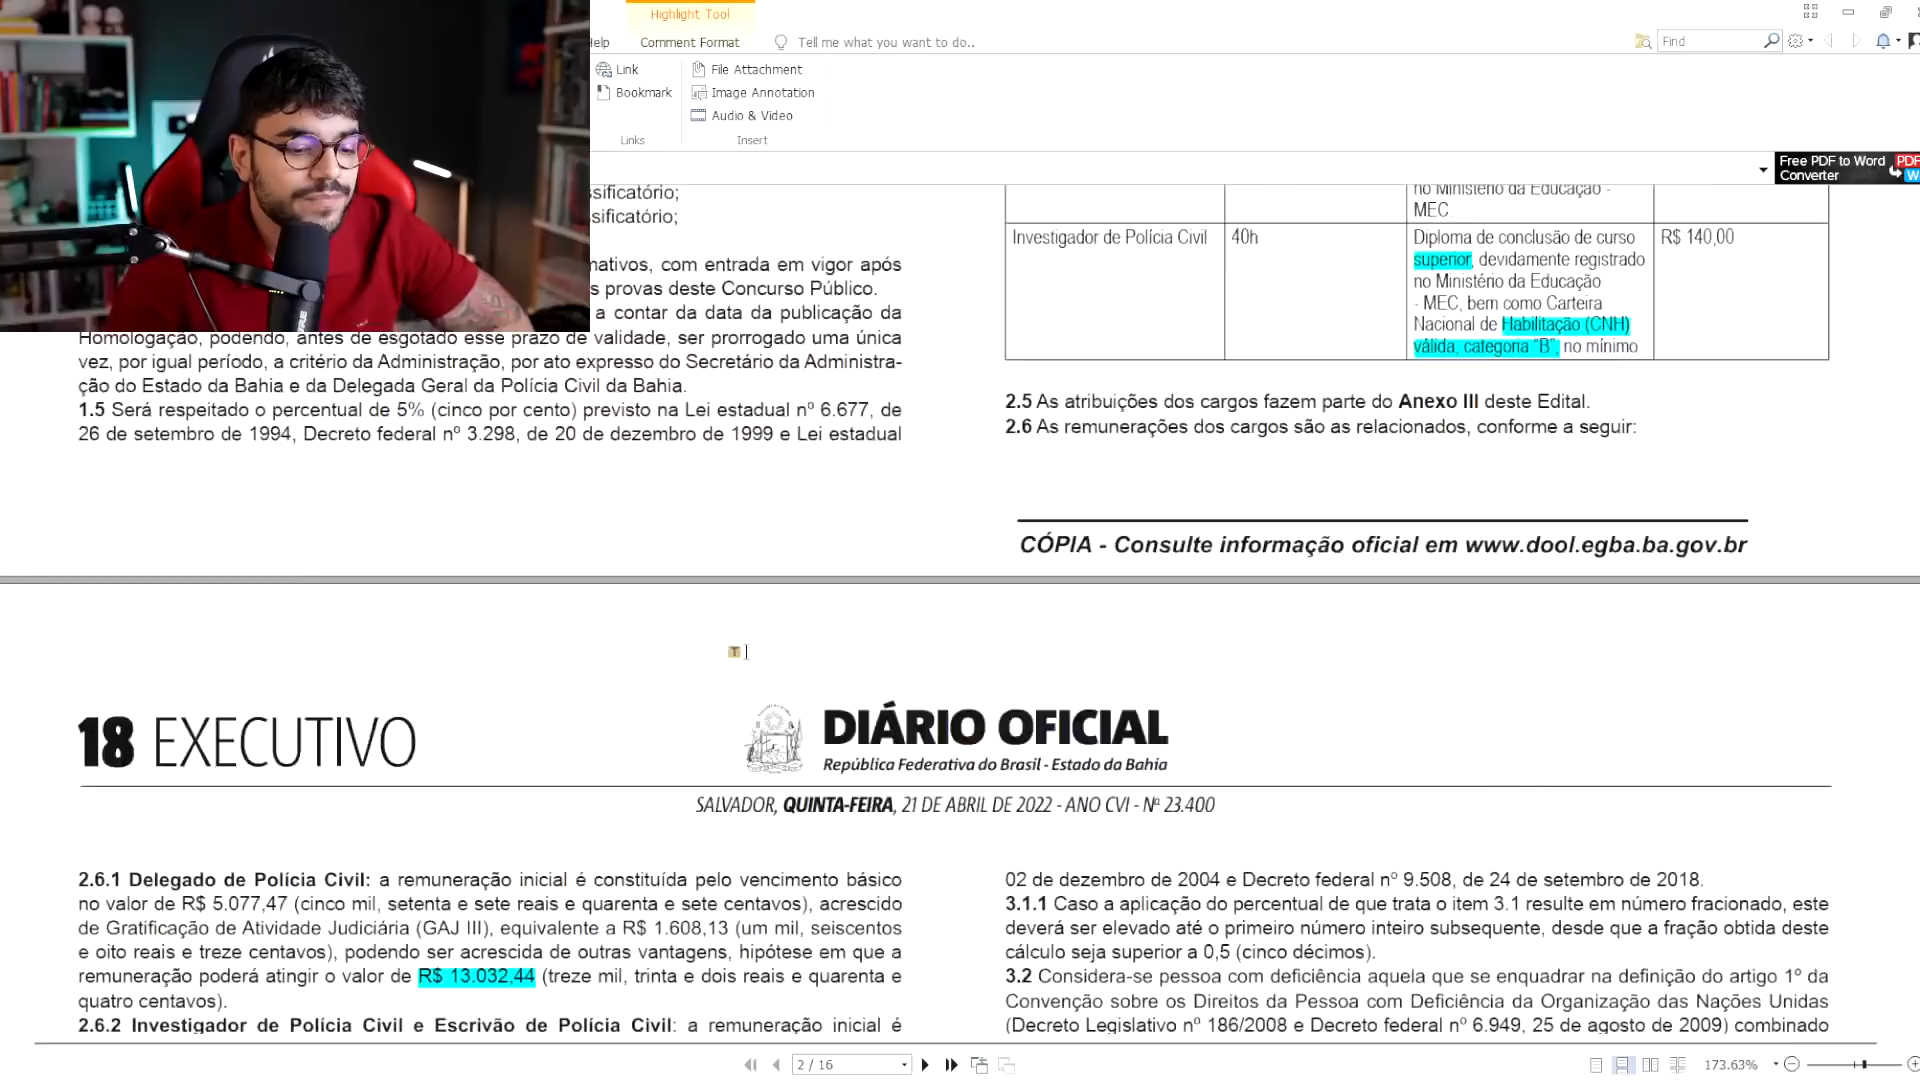 Highlight Tool
Help
Comment Format
Tell me what you want to do..
Find
Link
Bookmark
Links
File Attachment
Image Annotation
Audio & Video
Insert
Free PDF to Word
Converter
ssificatório;
ssificatório;
mativos, com entrada em vigor após
s provas deste Concurso Público.
a contar da data da publicação da
Homologação, podendo, antes de esgotado esse prazo de validade, ser prorrogado uma única
vez, por igual período, a critério da Administração, por ato expresso do Secretário da Administra-
ção do Estado da Bahia e da Delegada Geral da Polícia Civil da Bahia.
1.5 Será respeitado o percentual de 5% (cinco por cento) previsto na Lei estadual nº 6.677, de
26 de setembro de 1994, Decreto federal nº 3.298, de 20 de dezembro de 1999 e Lei estadual
no Ministério da Educação -
MEC
Investigador de Polícia Civil
40h
Diploma de conclusão de curso
superior, devidamente registrado
no Ministério da Educação
- MEC, bem como Carteira
Nacional de Habilitação (CNH)
válida, categoria “B”, no mínimo
R$ 140,00
2.5 As atribuições dos cargos fazem parte do Anexo III deste Edital.
2.6 As remunerações dos cargos são as relacionados, conforme a seguir:
CÓPIA - Consulte informação oficial em www.dool.egba.ba.gov.br
18 EXECUTIVO
DIÁRIO OFICIAL
República Federativa do Brasil - Estado da Bahia
SALVADOR, QUINTA-FEIRA, 21 DE ABRIL DE 2022 - ANO CVI - Nº 23.400
2.6.1 Delegado de Polícia Civil: a remuneração inicial é constituída pelo vencimento básico
no valor de R$ 5.077,47 (cinco mil, setenta e sete reais e quarenta e sete centavos), acrescido
de Gratificação de Atividade Judiciária (GAJ III), equivalente a R$ 1.608,13 (um mil, seiscentos
e oito reais e treze centavos), podendo ser acrescida de outras vantagens, hipótese em que a
remuneração poderá atingir o valor de R$ 13.032,44 (treze mil, trinta e dois reais e quarenta e
quatro centavos).
2.6.2 Investigador de Polícia Civil e Escrivão de Polícia Civil: a remuneração inicial é
02 de dezembro de 2004 e Decreto federal nº 9.508, de 24 de setembro de 2018.
3.1.1 Caso a aplicação do percentual de que trata o item 3.1 resulte em número fracionado, este
deverá ser elevado até o primeiro número inteiro subsequente, desde que a fração obtida deste
cálculo seja superior a 0,5 (cinco décimos).
3.2 Considera-se pessoa com deficiência aquela que se enquadrar na definição do artigo 1º da
Convenção sobre os Direitos da Pessoa com Deficiência da Organização das Nações Unidas
(Decreto Legislativo nº 186/2008 e Decreto federal nº 6.949, 25 de agosto de 2009) combinado
2 / 16
173.63%